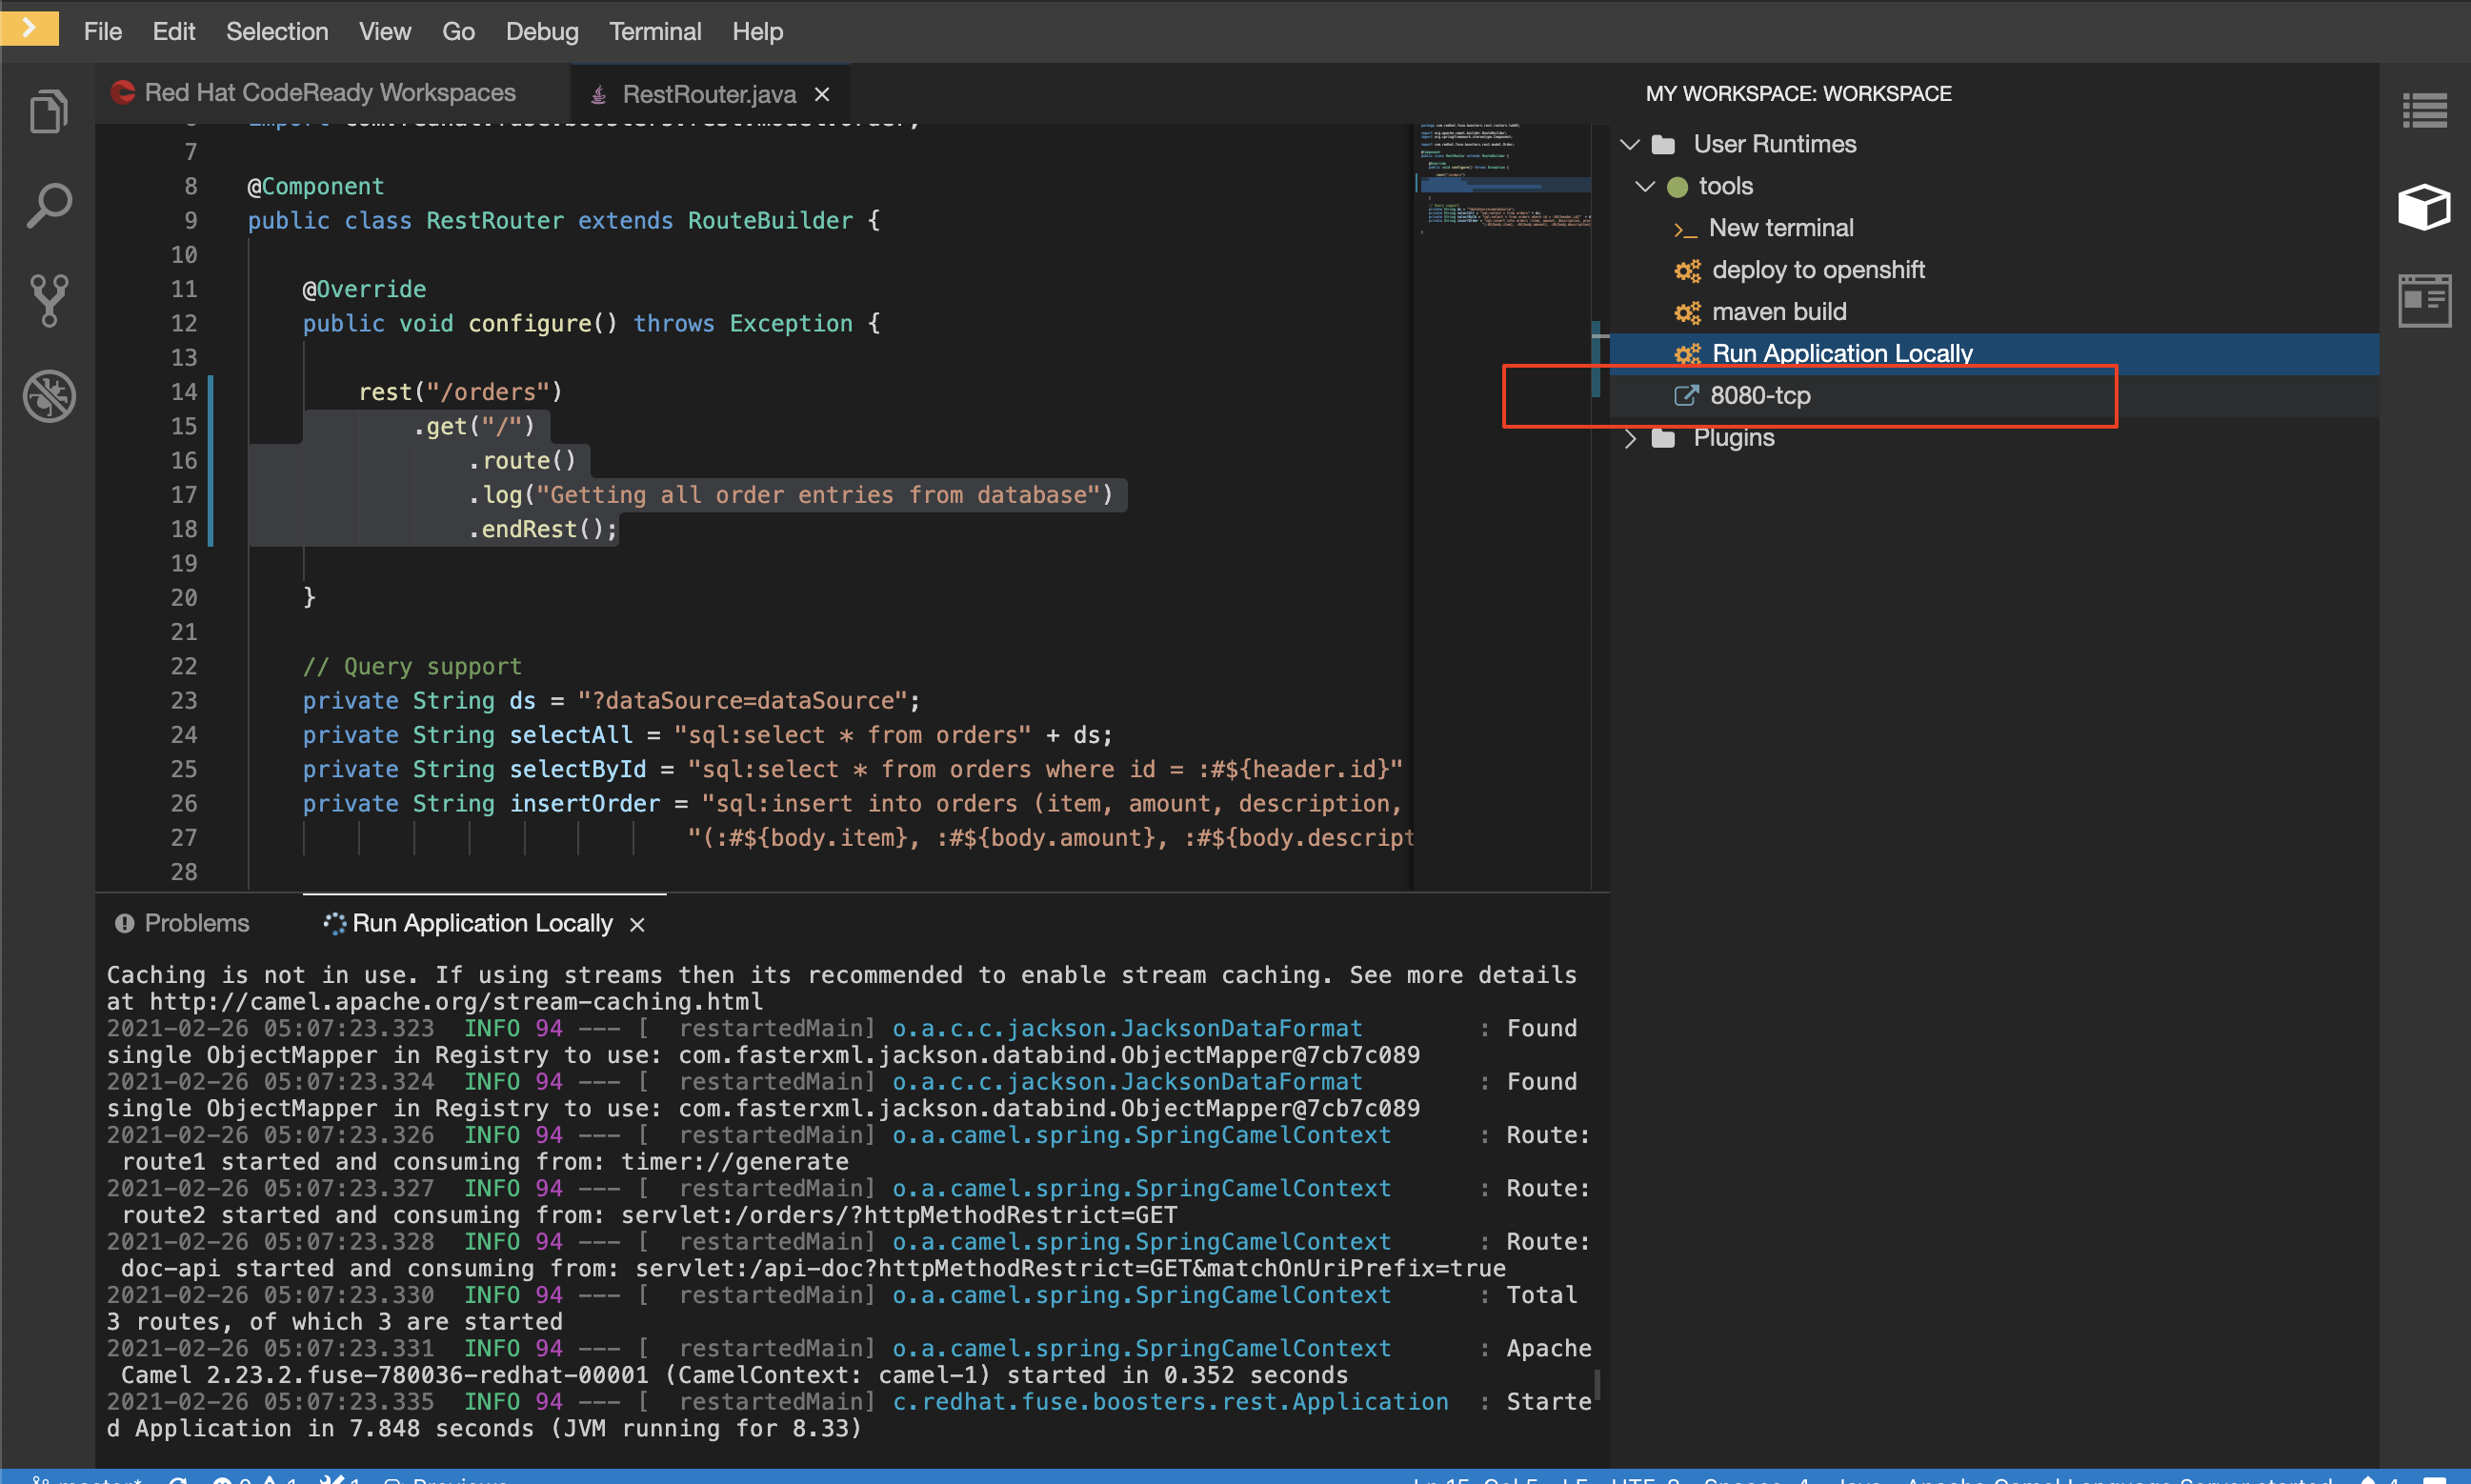 File Edit Selection View Go Debug Terminal Help
Red Hat CodeReady Workspaces RestRouter.java
7
8 @Component
9 public class RestRouter extends RouteBuilder {
10
11 @Override
12 public void configure() throws Exception {
13
14 rest("/orders")
15 .get("/")
16 .route()
17 .log("Getting all order entries from database")
18 .endRest();
19
20 }
21
22 // Query support
23 private String ds = "?dataSource=dataSource";
24 private String selectAll = "sql:select * from orders" + ds;
25 private String selectById = "sql:select * from orders where id = :#${header.id}"
26 private String insertOrder = "sql:insert into orders (item, amount, description,
27 "(:#${body.item}, :#${body.amount}, :#${body.descript
28
MY WORKSPACE: WORKSPACE
User Runtimes
tools
New terminal
deploy to openshift
maven build
Run Application Locally
8080-tcp
Plugins
Problems Run Application Locally
Caching is not in use. If using streams then its recommended to enable stream caching. See more details
at http://camel.apache.org/stream-caching.html
2021-02-26 05:07:23.323 INFO 94 --- [ restartedMain] o.a.c.c.jackson.JacksonDataFormat : Found
single ObjectMapper in Registry to use: com.fasterxml.jackson.databind.ObjectMapper@7cb7c089
2021-02-26 05:07:23.324 INFO 94 --- [ restartedMain] o.a.c.c.jackson.JacksonDataFormat : Found
single ObjectMapper in Registry to use: com.fasterxml.jackson.databind.ObjectMapper@7cb7c089
2021-02-26 05:07:23.326 INFO 94 --- [ restartedMain] o.a.camel.spring.SpringCamelContext : Route:
route1 started and consuming from: timer://generate
2021-02-26 05:07:23.327 INFO 94 --- [ restartedMain] o.a.camel.spring.SpringCamelContext : Route:
route2 started and consuming from: servlet:/orders/?httpMethodRestrict=GET
2021-02-26 05:07:23.328 INFO 94 --- [ restartedMain] o.a.camel.spring.SpringCamelContext : Route:
doc-api started and consuming from: servlet:/api-doc?httpMethodRestrict=GET&matchOnUriPrefix=true
2021-02-26 05:07:23.330 INFO 94 --- [ restartedMain] o.a.camel.spring.SpringCamelContext : Total
3 routes, of which 3 are started
2021-02-26 05:07:23.331 INFO 94 --- [ restartedMain] o.a.camel.spring.SpringCamelContext : Apache
Camel 2.23.2.fuse-780036-redhat-00001 (CamelContext: camel-1) started in 0.352 seconds
2021-02-26 05:07:23.335 INFO 94 --- [ restartedMain] c.redhat.fuse.boosters.rest.Application : Starte
d Application in 7.848 seconds (JVM running for 8.33)